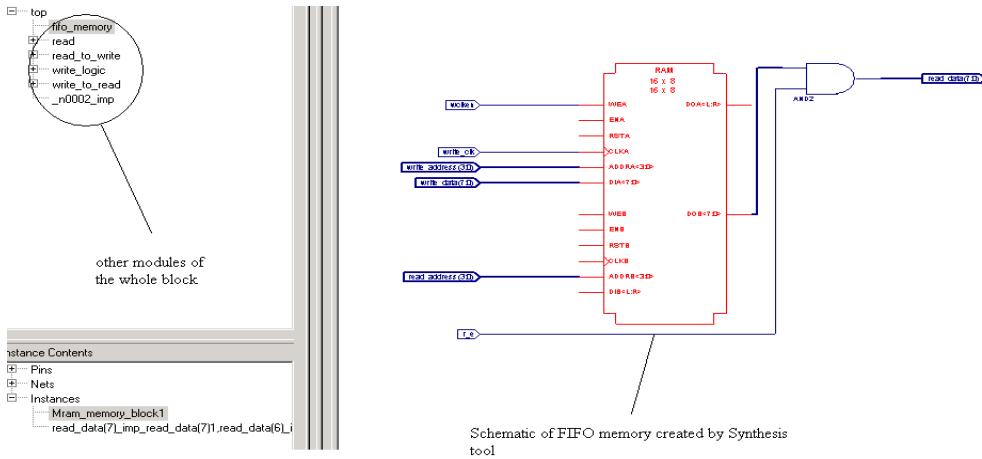 top
fifo_memory
read
read_to_write
write_logic
write_to_read
_n0002_imp
other modules of
the whole block
nstance Contents
Pins
Nets
Instances
Mram_memory_block1
read_data(7)_imp_read_data(7)1,read_data(6)_i
RAM
16 x 8
16 x 8
wclken
WEA
DOA<L:R>
ENA
RSTA
write_clk
CLKA
write_address(3:0)
ADDRA<3:0>
write_data(7:0)
DIA<7:0>
WEB
DOB<7:0>
ENB
RSTB
CLKB
read_address(3:0)
ADDRB<3:0>
DIB<L:R>
r_e
AND2
read_data(7:0)
Schematic of FIFO memory created by Synthesis
tool